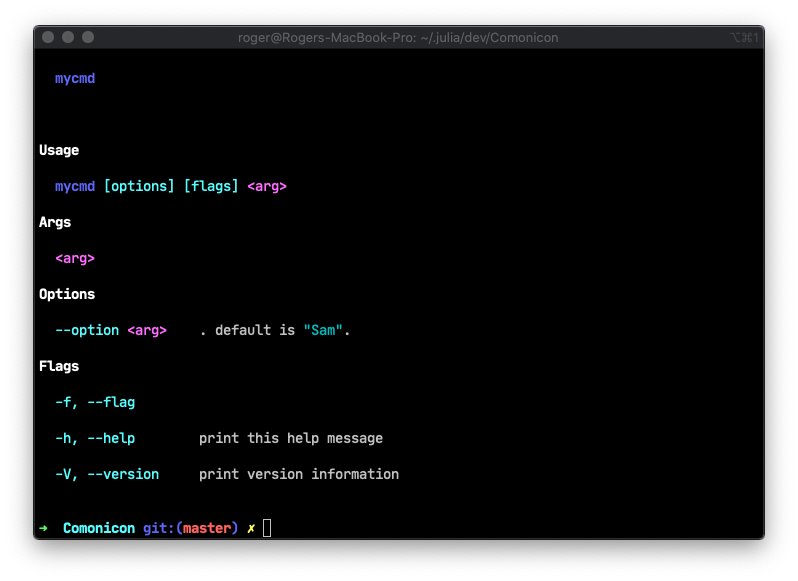 roger@Rogers-MacBook-Pro: ~/.julia/dev/Comonicon ⌥⌘1
mycmd
Usage
mycmd [options] [flags] <arg>
Args
<arg>
Options
--option <arg> . default is "Sam".
Flags
-f, --flag
-h, --help print this help message
-V, --version print version information
➜ Comonicon git:(master) ✗